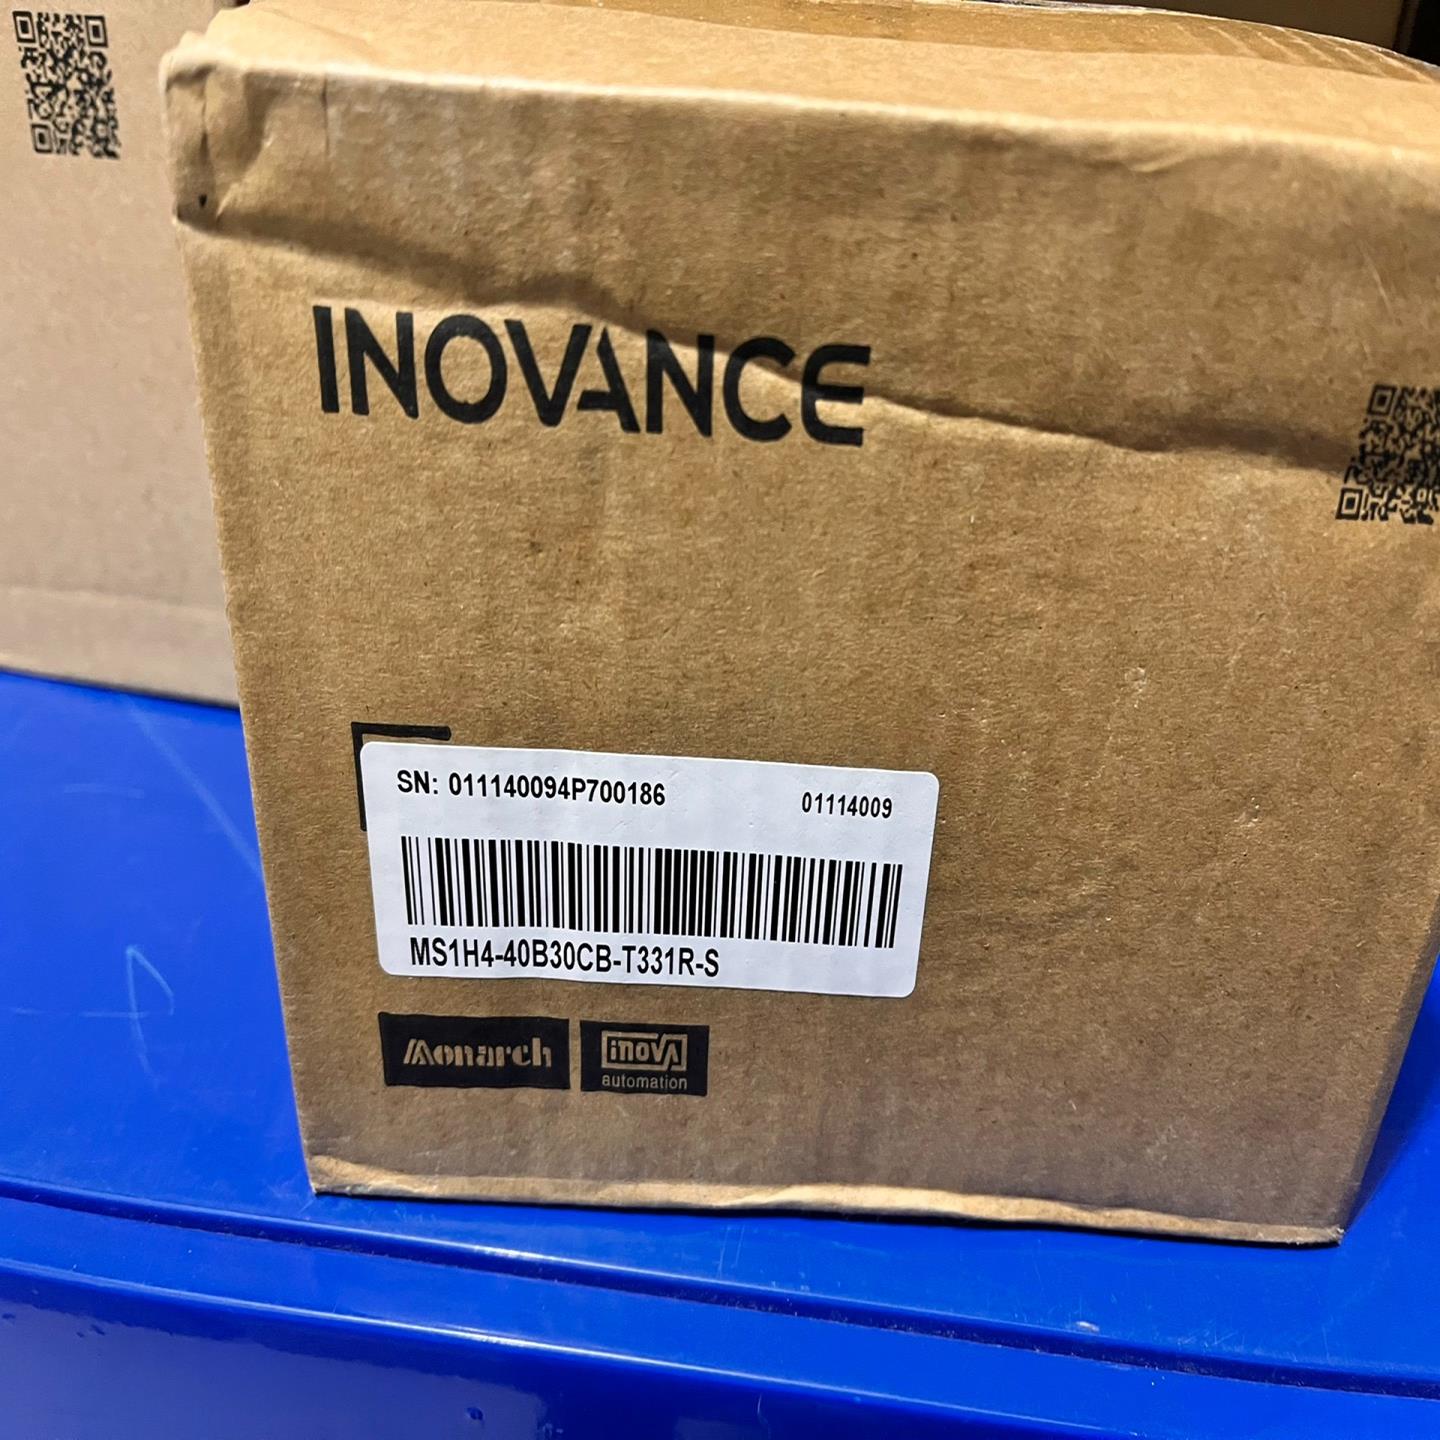 INOVANCE
SN: 011140094P700186 01114009
MS1H4-40B30CB-T331R-S
Monarch inovA
automation